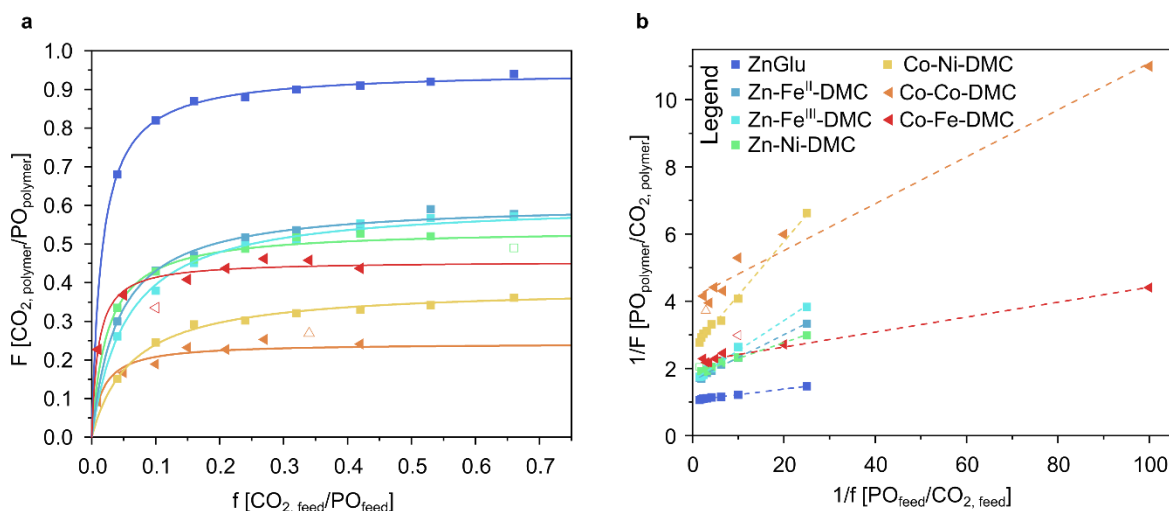 a
F [CO2, polymer/POpolymer]
1.0
0.9
0.8
0.7
0.6
0.5
0.4
0.3
0.2
0.1
0.0
0.0 0.1 0.2 0.3 0.4 0.5 0.6 0.7
f [CO2, feed/POfeed]
b
1/F [POpolymer/CO2, polymer]
10
8
6
4
2
0
0 20 40 60 80 100
1/f [POfeed/CO2, feed]
Legend
ZnGlu
Zn-FeII-DMC
Zn-FeIII-DMC
Zn-Ni-DMC
Co-Ni-DMC
Co-Co-DMC
Co-Fe-DMC